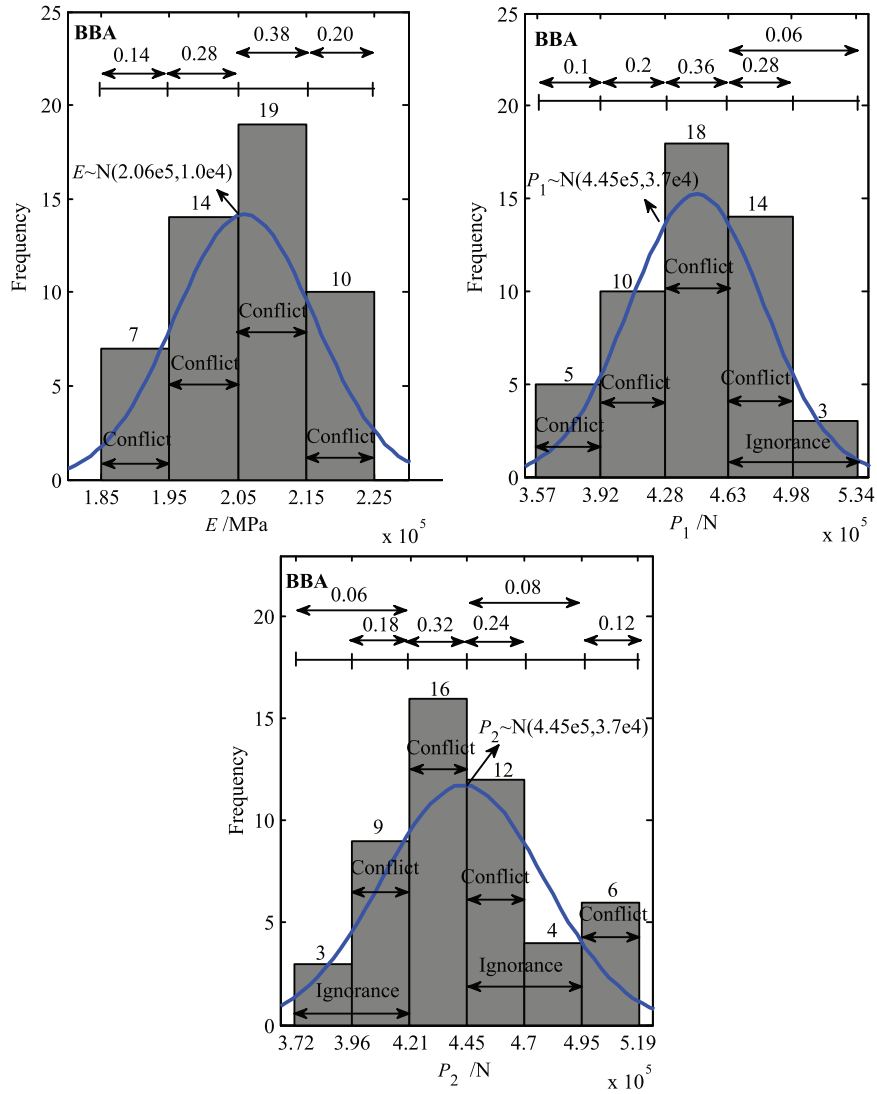 25
BBA
0.14
0.28
0.38
0.20
20
19
E~N(2.06e5,1.0e4)
15
14
Frequency
10
10
Conflict
7
Conflict
5
Conflict
Conflict
0
1.85
1.95
2.05
2.15
2.25
E /MPa
x 10^5
25
BBA
0.06
0.1
0.2
0.36
0.28
20
18
P_1~N(4.45e5,3.7e4)
15
14
Frequency
Conflict
10
10
Conflict
Conflict
5
5
Conflict
3
Ignorance
0
3.57
3.92
4.28
4.63
4.98
5.34
P_1 /N
x 10^5
BBA
0.06
0.08
20
0.18
0.32
0.24
0.12
16
P_2~N(4.45e5,3.7e4)
15
Conflict
12
Frequency
10
9
Conflict
Conflict
6
Conflict
5
4
3
Ignorance
Ignorance
0
3.72
3.96
4.21
4.45
4.7
4.95
5.19
P_2 /N
x 10^5